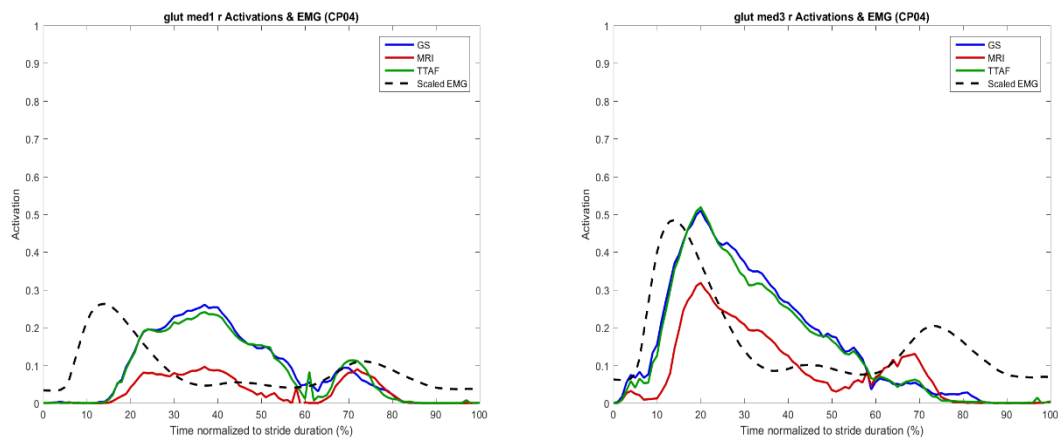 glut med1 r Activations & EMG (CP04)
1
0.9
0.8
0.7
0.6
0.5
0.4
0.3
0.2
0.1
0
Activation
GS
MRI
TTAF
Scaled EMG
0 10 20 30 40 50 60 70 80 90 100
Time normalized to stride duration (%)
glut med3 r Activations & EMG (CP04)
1
0.9
0.8
0.7
0.6
0.5
0.4
0.3
0.2
0.1
0
Activation
GS
MRI
TTAF
Scaled EMG
0 10 20 30 40 50 60 70 80 90 100
Time normalized to stride duration (%)